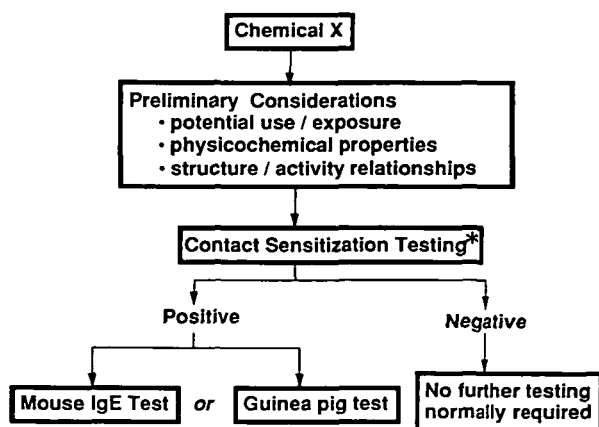 Chemical X
Preliminary Considerations
• potential use / exposure
• physicochemical properties
• structure / activity relationships
Contact Sensitization Testing*
Positive
Negative
Mouse IgE Test or Guinea pig test
No further testing
normally required